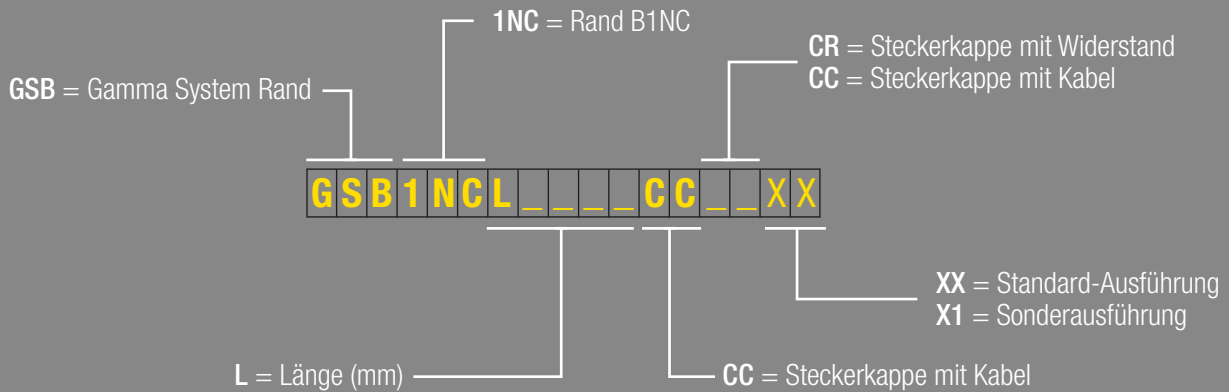 1NC = Rand B1NC
CR = Steckerkappe mit Widerstand
CC = Steckerkappe mit Kabel
GSB = Gamma System Rand
GSB1NCL____CC__XX
XX = Standard-Ausführung
X1 = Sonderausführung
L = Länge (mm)
CC = Steckerkappe mit Kabel